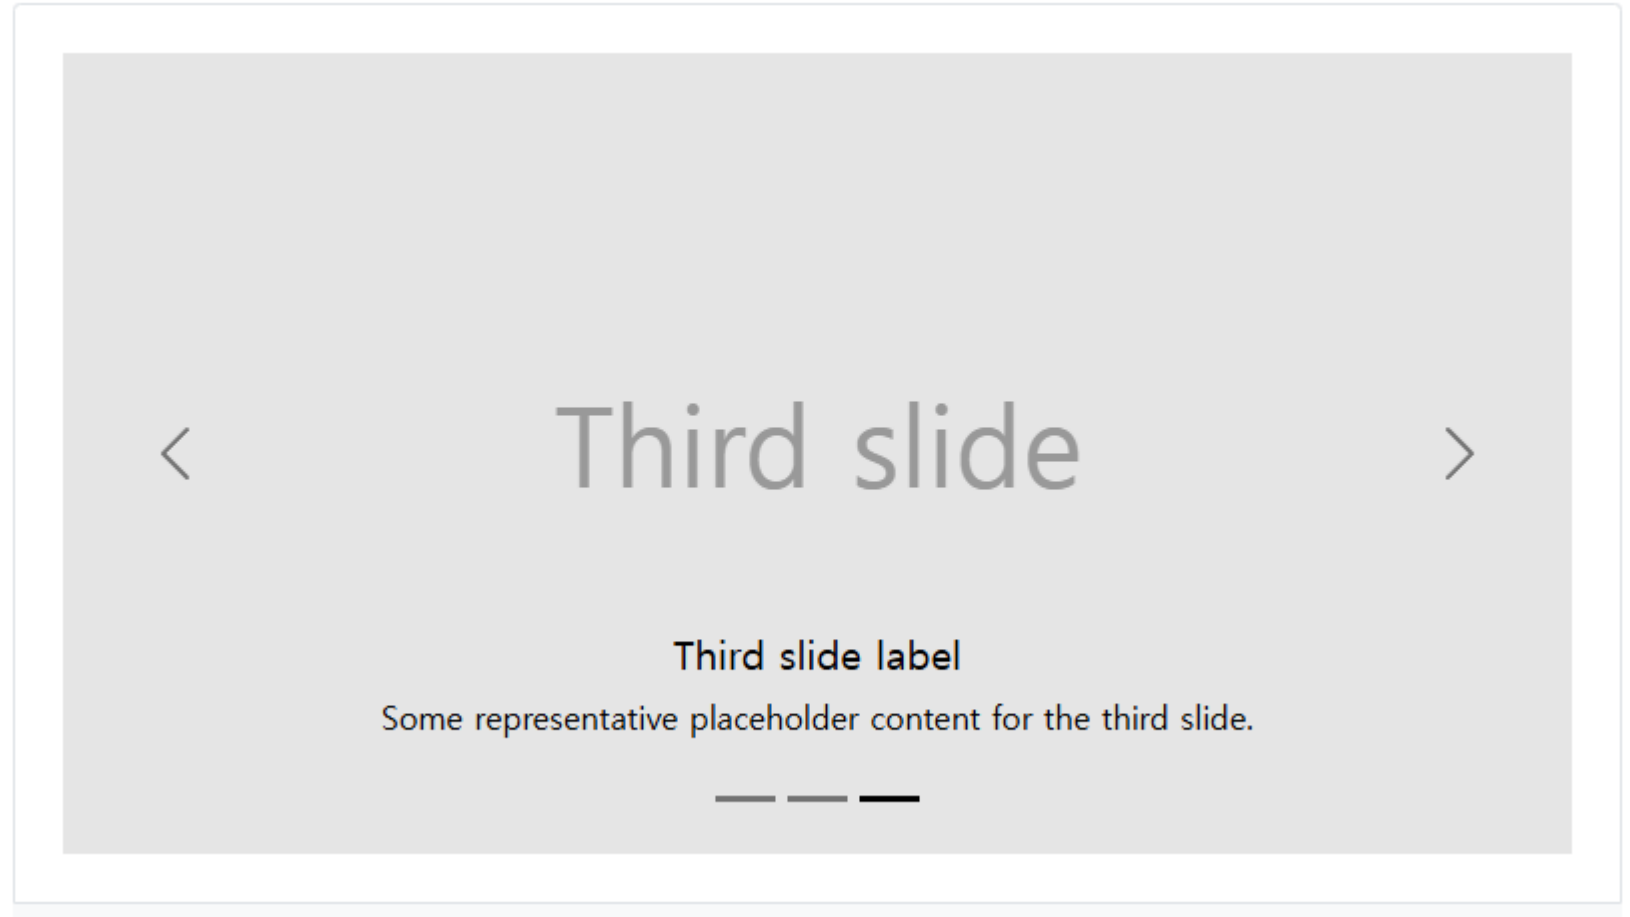 Third slide
Third slide label
Some representative placeholder content for the third slide.